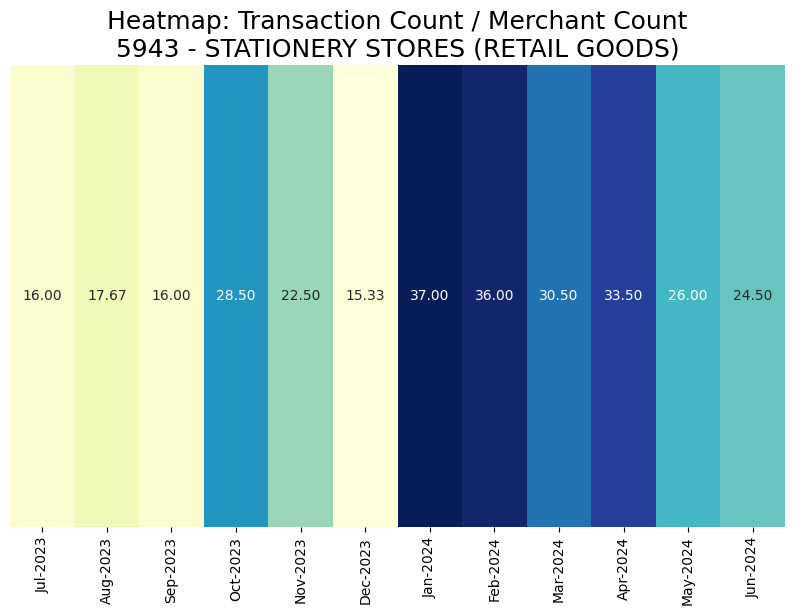 Heatmap: Transaction Count / Merchant Count
5943 - STATIONERY STORES (RETAIL GOODS)
16.00 17.67 16.00 28.50 22.50 15.33 37.00 36.00 30.50 33.50 26.00 24.50
Jul-2023 Aug-2023 Sep-2023 Oct-2023 Nov-2023 Dec-2023 Jan-2024 Feb-2024 Mar-2024 Apr-2024 May-2024 Jun-2024